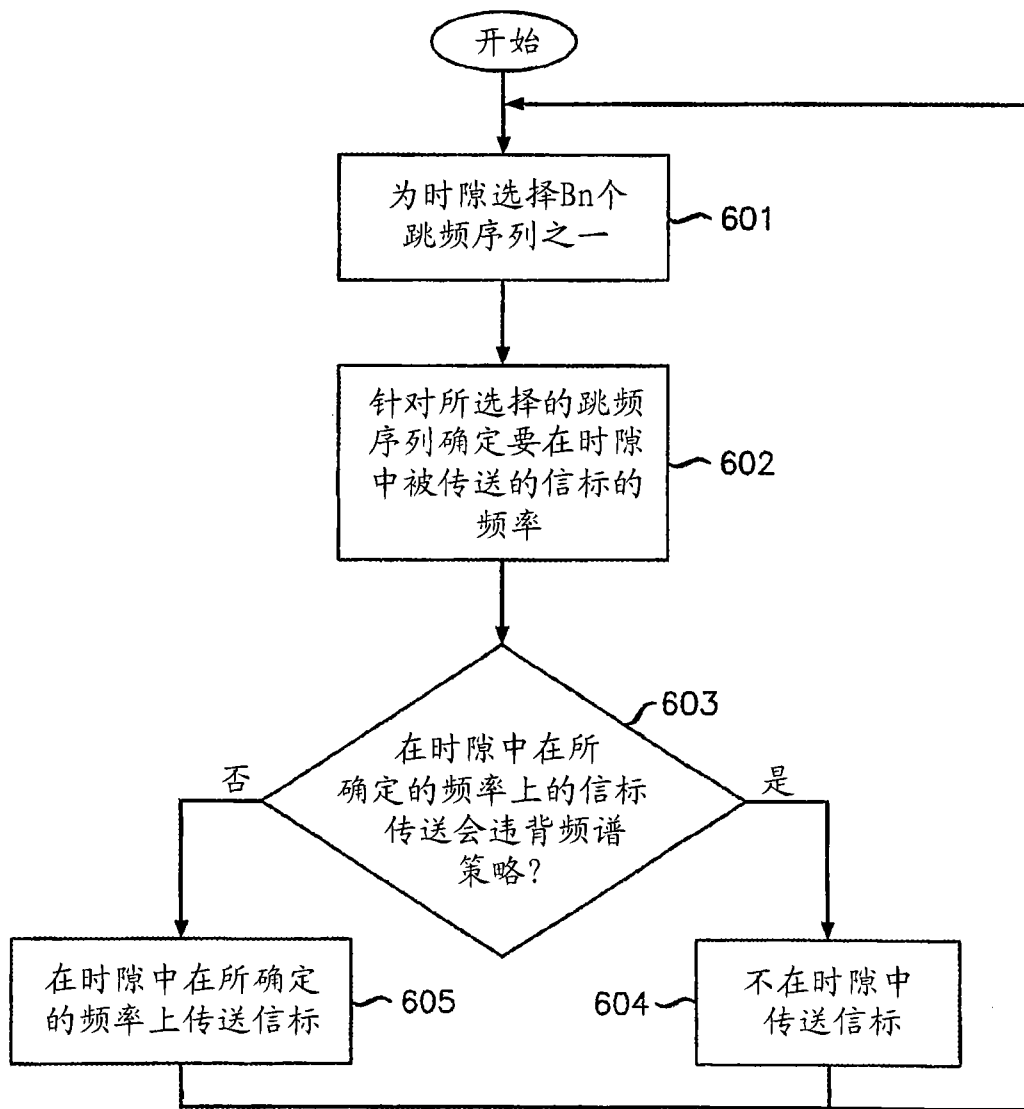 开始
为时隙选择Bn个
跳频序列之一
601
针对所选择的跳频
序列确定要在时隙
中被传送的信标的
频率
602
603
在时隙中在所
确定的频率上的信标
传送会违背频谱
策略?
否
是
在时隙中在所确定
的频率上传送信标
605
604
不在时隙中
传送信标